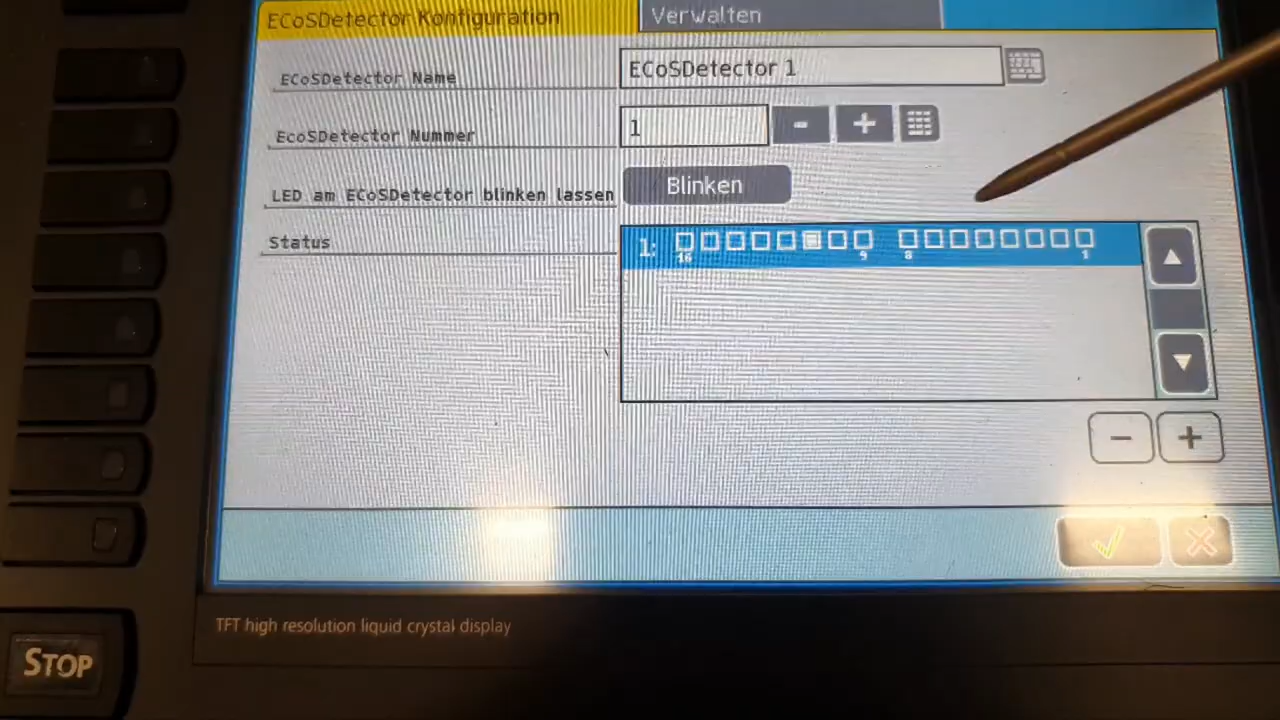 ECoSDetector Konfiguration
Verwalten
ECoSDetector Name
ECoSDetector 1
EcoSDetector Nummer
1
-
+
LED am ECoSDetector blinken lassen
Blinken
Status
1:
16
9
8
1
TFT high resolution liquid crystal display
STOP